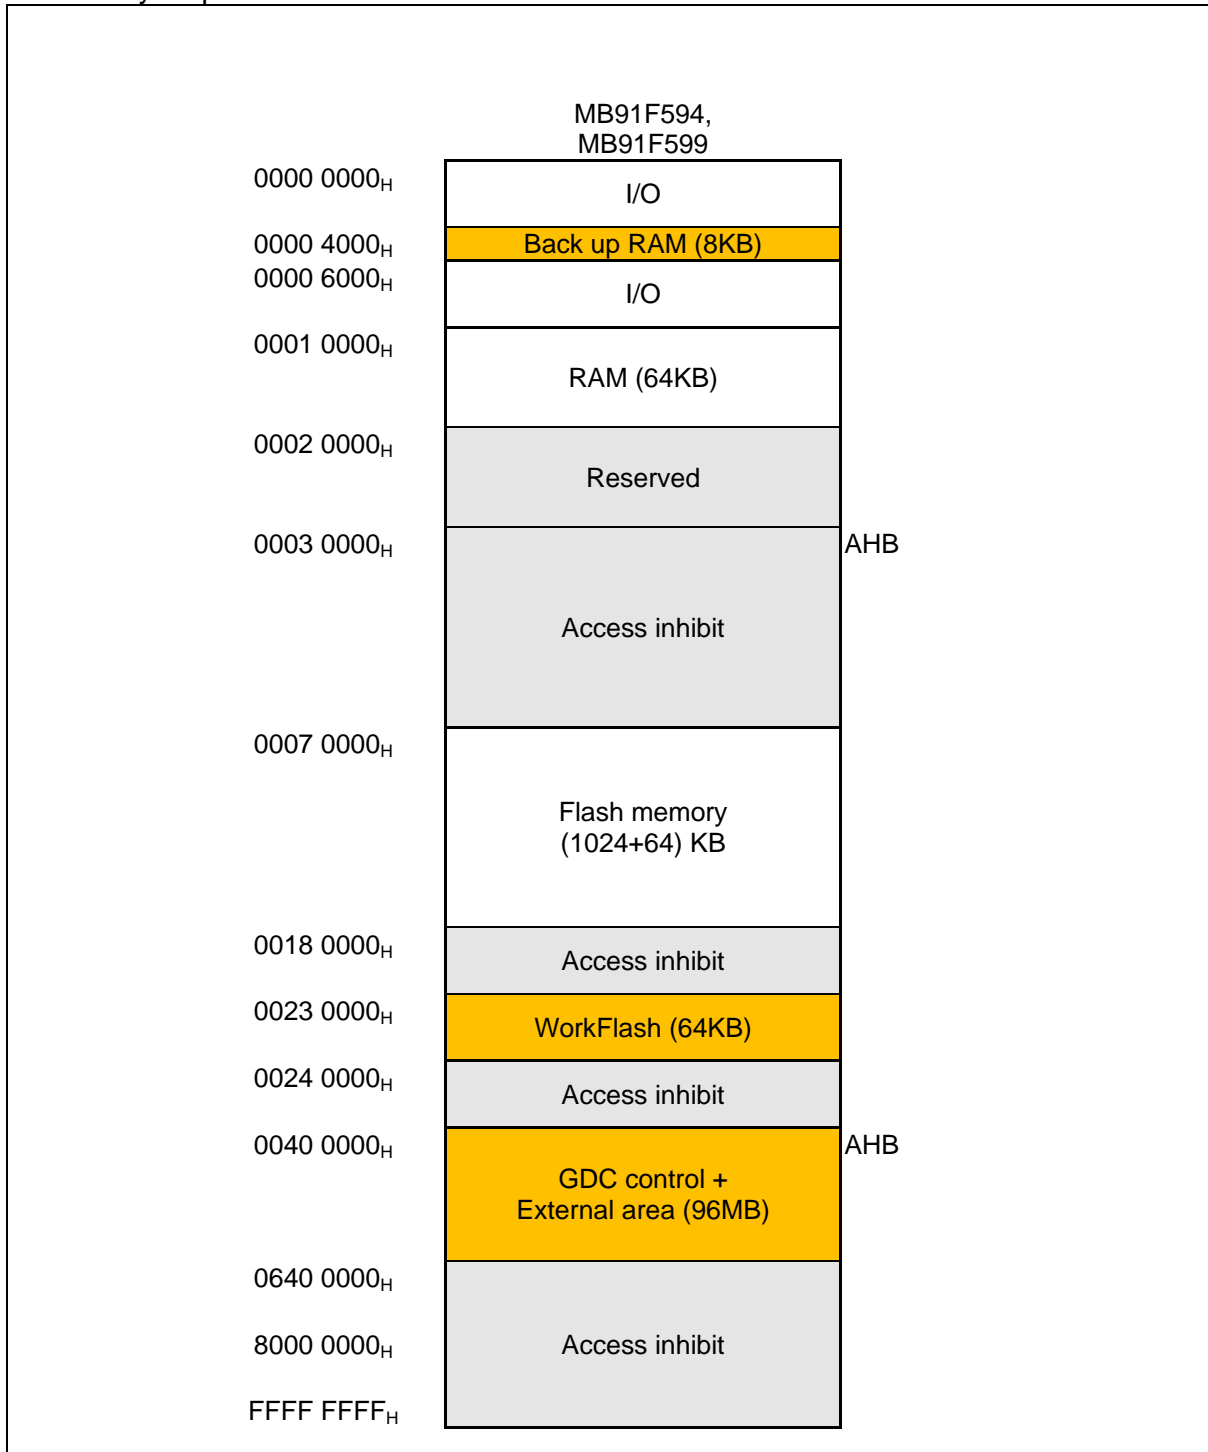 MB91F594,
MB91F599
0000 0000H
I/O
0000 4000H
Back up RAM (8KB)
0000 6000H
I/O
0001 0000H
RAM (64KB)
0002 0000H
Reserved
0003 0000H
AHB
Access inhibit
0007 0000H
Flash memory
(1024+64) KB
0018 0000H
Access inhibit
0023 0000H
WorkFlash (64KB)
0024 0000H
Access inhibit
0040 0000H
AHB
GDC control +
External area (96MB)
0640 0000H
8000 0000H
Access inhibit
FFFF FFFFH